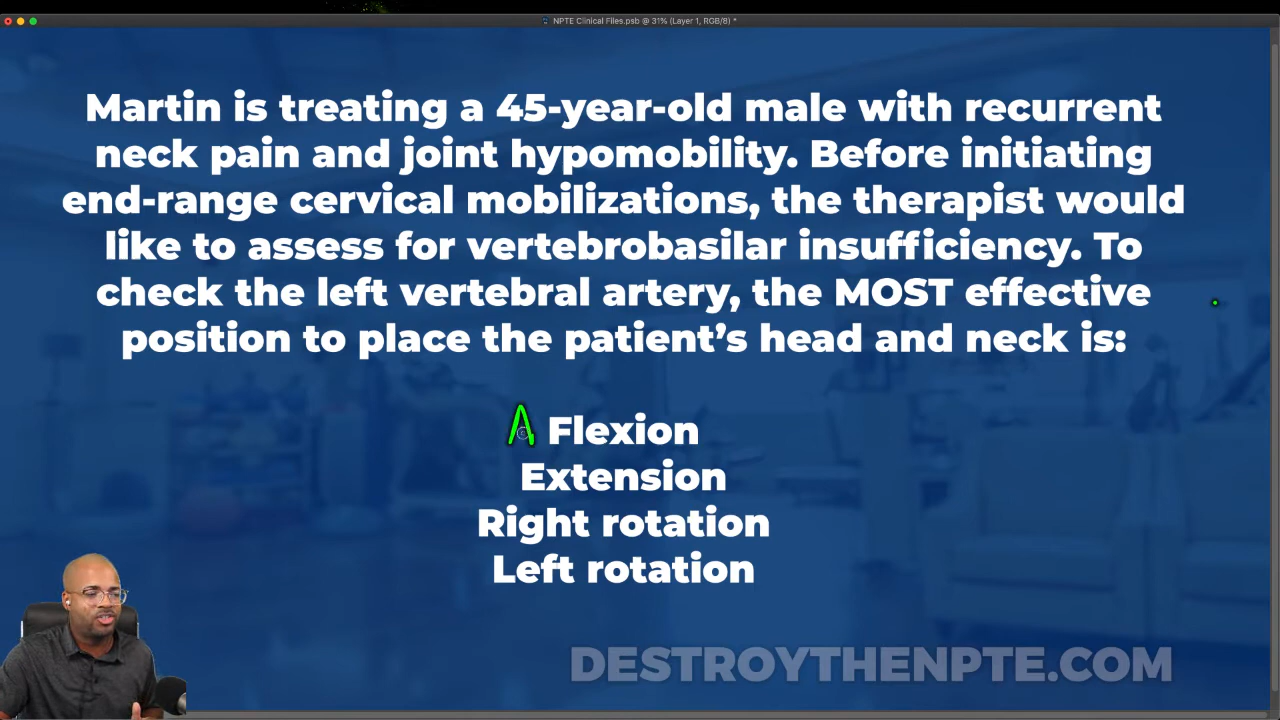 NPTE Clinical Files.psb @ 31% (Layer 1, RGB/8) *
Martin is treating a 45-year-old male with recurrent
neck pain and joint hypomobility. Before initiating
end-range cervical mobilizations, the therapist would
like to assess for vertebrobasilar insufficiency. To
check the left vertebral artery, the MOST effective
position to place the patient’s head and neck is:
A Flexion
Extension
Right rotation
Left rotation
DESTROYTHENPTE.COM